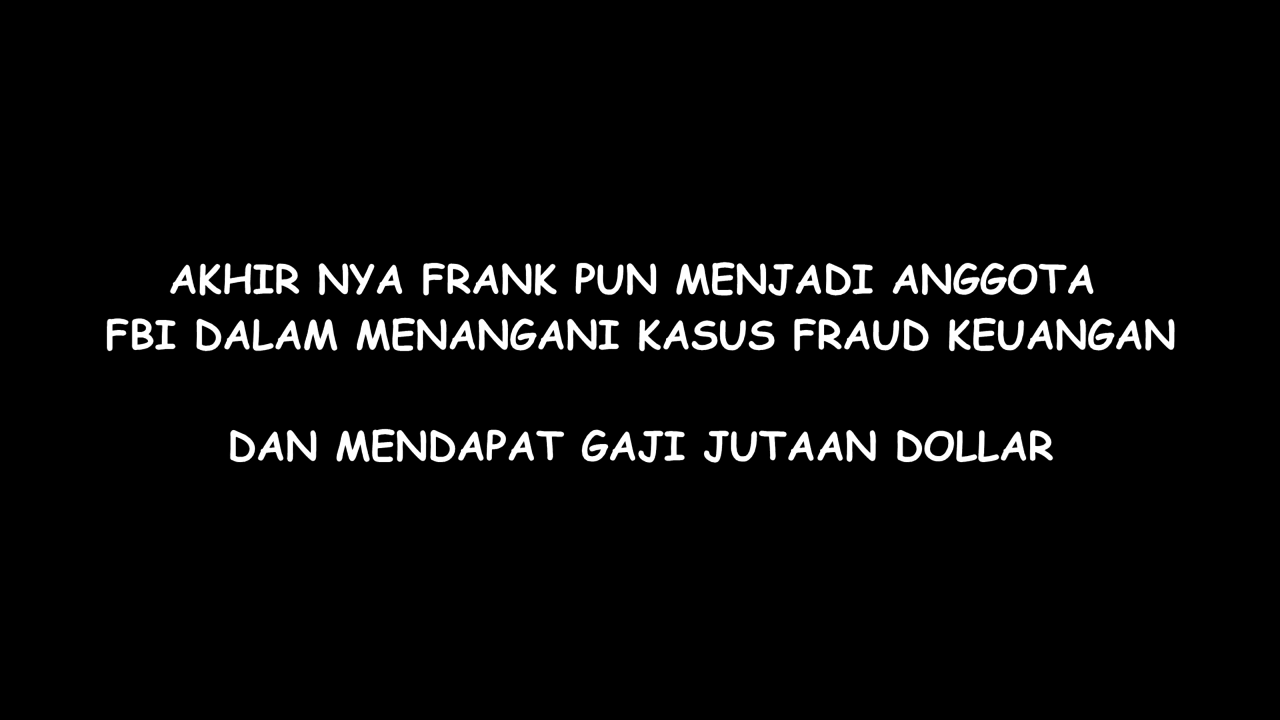 AKHIR NYA FRANK PUN MENJADI ANGGOTA
FBI DALAM MENANGANI KASUS FRAUD KEUANGAN
DAN MENDAPAT GAJI JUTAAN DOLLAR